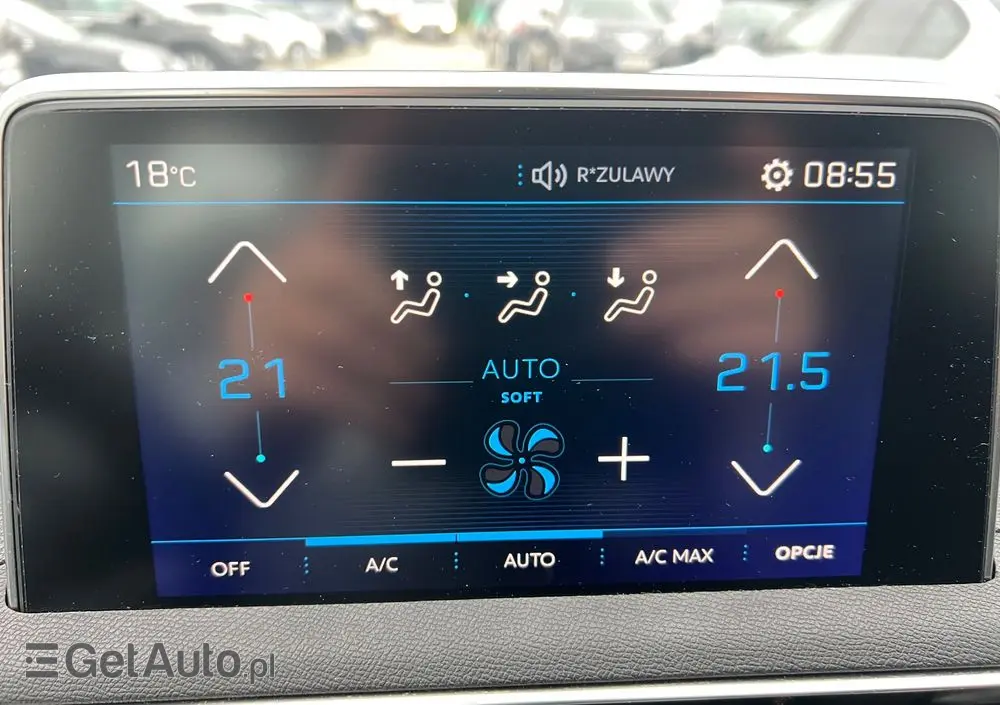 18°C R*ZULAWY 08:55
21 21.5
AUTO
SOFT
OFF A/C AUTO A/C MAX OPCJE
GetAuto.pl